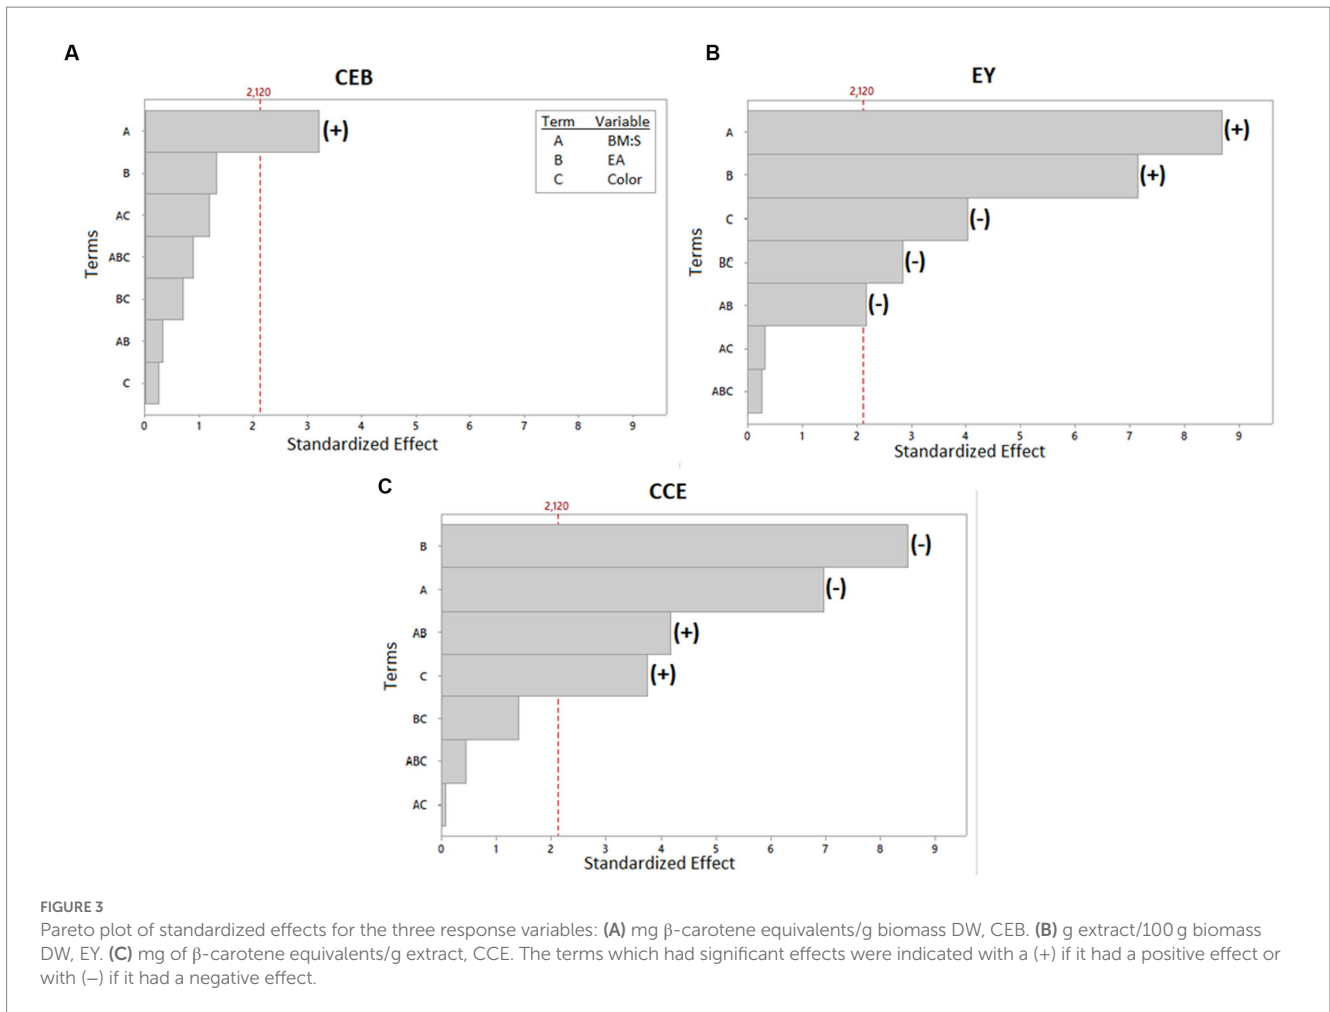 A
CEB
2,120
A
(+)
B
AC
ABC
BC
AB
C
Terms
Term Variable
A BM:S
B EA
C Color
0 1 2 3 4 5 6 7 8 9
Standardized Effect
B
EY
2,120
A
(+)
B
(+)
C
(-)
BC
(-)
AB
(-)
AC
ABC
Terms
0 1 2 3 4 5 6 7 8 9
Standardized Effect
C
CCE
2,120
B
(-)
A
(-)
AB
(+)
C
(+)
BC
ABC
AC
Terms
0 1 2 3 4 5 6 7 8 9
Standardized Effect
FIGURE 3
Pareto plot of standardized effects for the three response variables: (A) mg β-carotene equivalents/g biomass DW, CEB. (B) g extract/100 g biomass
DW, EY. (C) mg of β-carotene equivalents/g extract, CCE. The terms which had significant effects were indicated with a (+) if it had a positive effect or
with (−) if it had a negative effect.